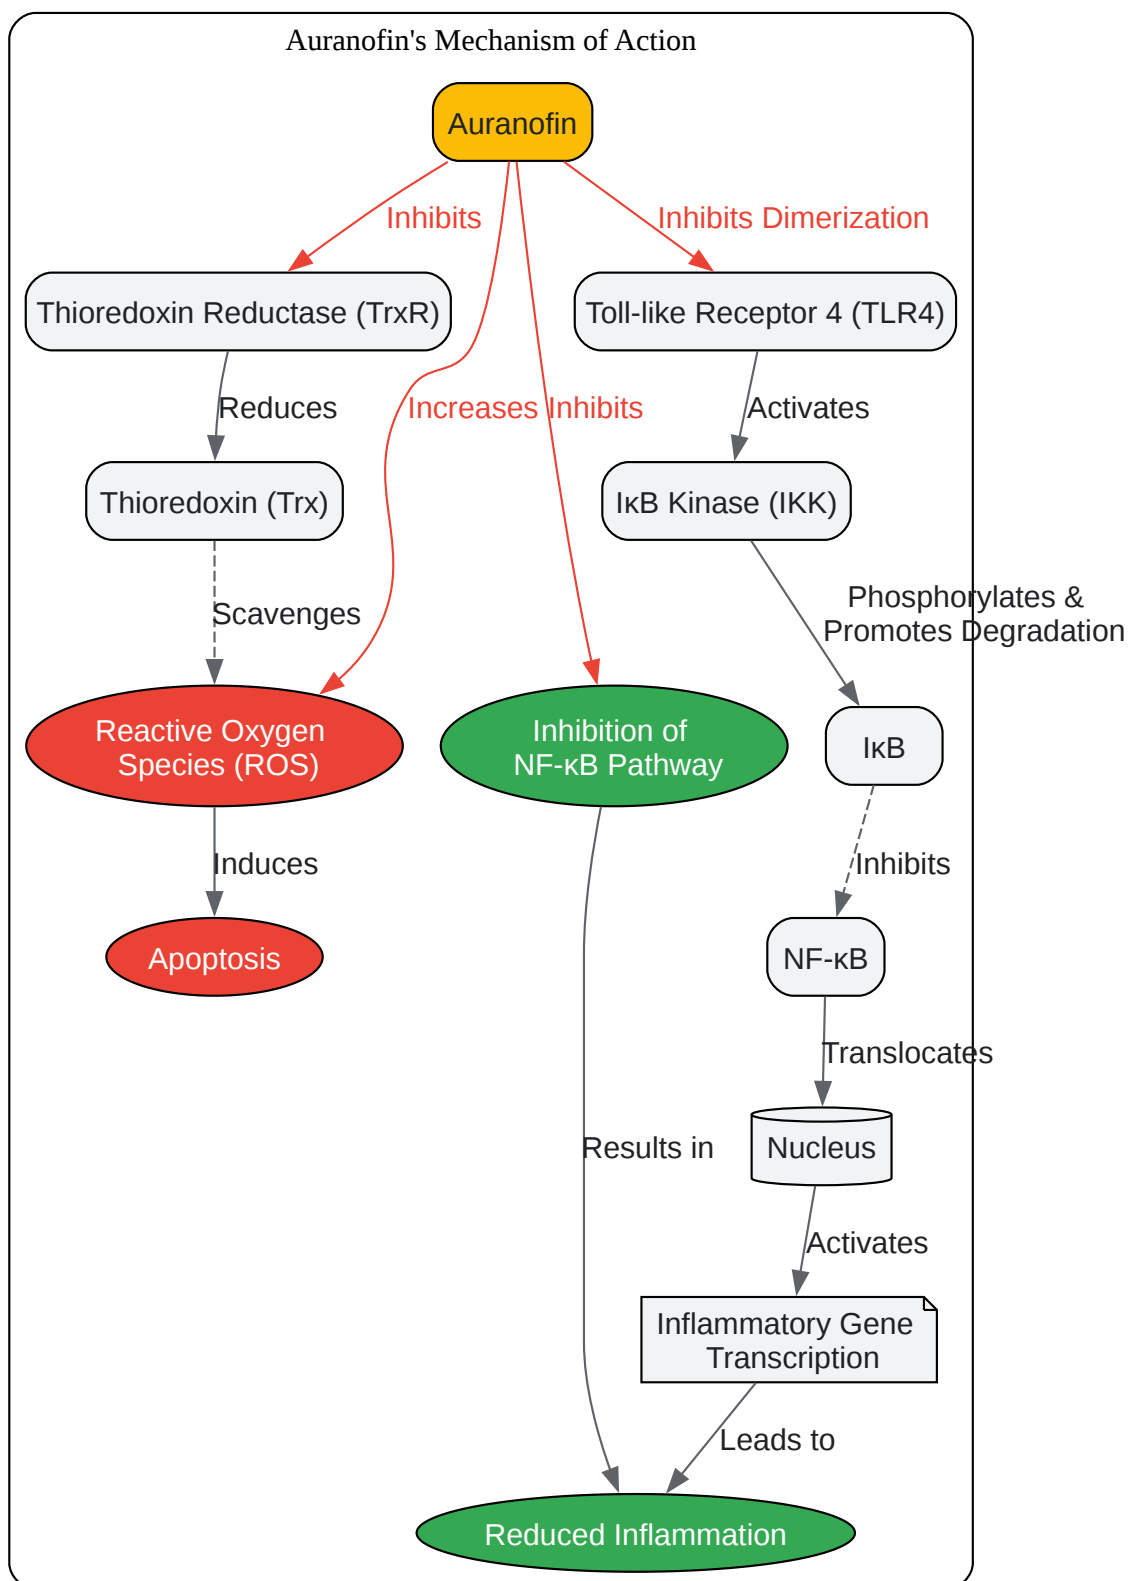 Auranofin's Mechanism of Action
Auranofin
Inhibits
Inhibits Dimerization
Thioredoxin Reductase (TrxR)
Toll-like Receptor 4 (TLR4)
Reduces
Increases
Inhibits
Activates
Thioredoxin (Trx)
IκB Kinase (IKK)
Scavenges
Phosphorylates &
Promotes Degradation
Reactive Oxygen
Species (ROS)
Inhibition of
NF-κB Pathway
IκB
Induces
Inhibits
Apoptosis
NF-κB
Translocates
Results in
Nucleus
Activates
Inflammatory Gene
Transcription
Leads to
Reduced Inflammation